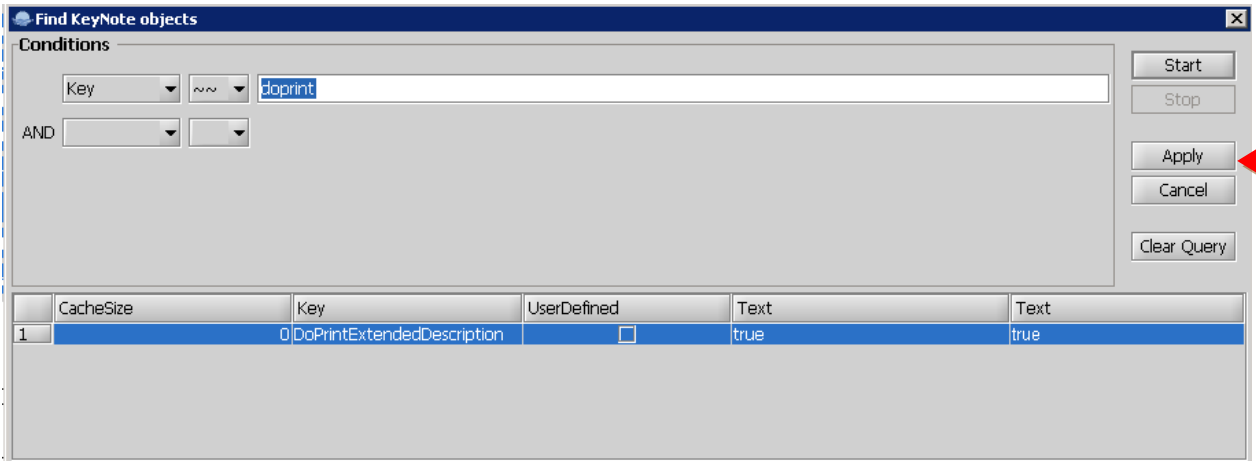 Find KeyNote objects
Conditions
Key ~~ doprint
AND
Start
Stop
Apply
Cancel
Clear Query
CacheSize Key UserDefined Text Text
1 0 DoPrintExtendedDescription true true